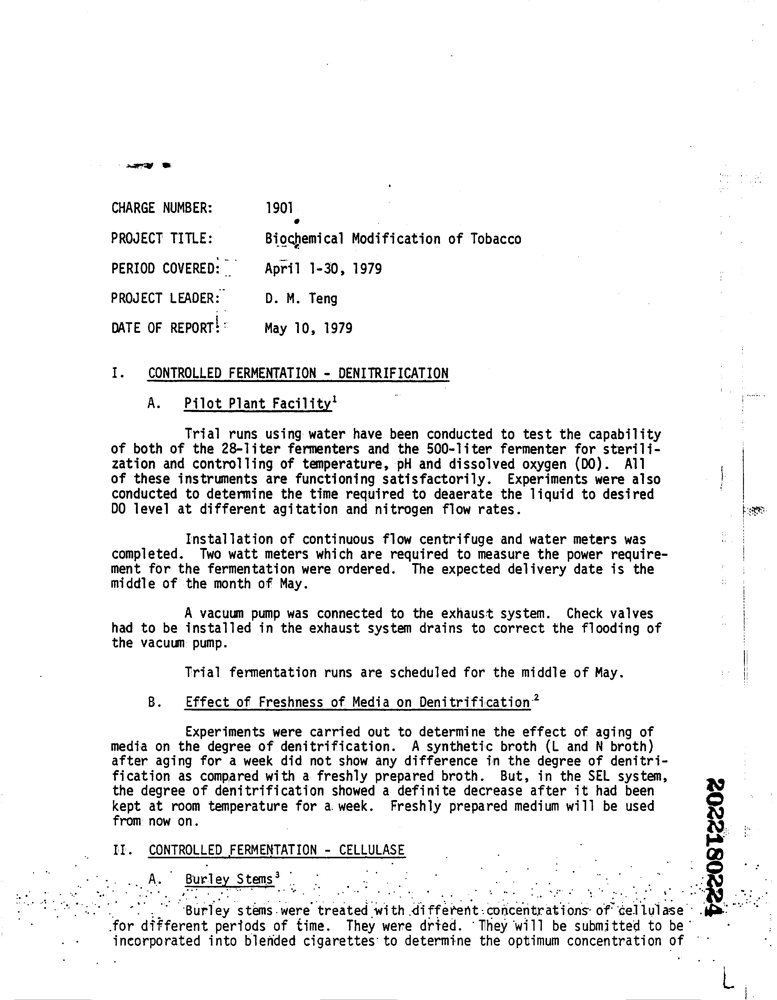 CHARGE NUMBER: 1901
PROJECT TITLE: Biochemical Modification of Tobacco
PERIOD COVERED: April 1-30, 1979
PROJECT LEADER: D. M. Teng
DATE OF REPORT: May 10, 1979
I. CONTROLLED FERMENTATION - DENITRIFICATION
A. Pilot Plant Facility¹
Trial runs using water have been conducted to test the capability
of both of the 28-liter fermenters and the 500-liter fermenter for sterili-
zation and controlling of temperature, pH and dissolved oxygen (DO). All
of these instruments are functioning satisfactorily. Experiments were also
conducted to determine the time required to deaerate the liquid to desired
DO level at different agitation and nitrogen flow rates.
Installation of continuous flow centrifuge and water meters was
completed. Two watt meters which are required to measure the power require-
ment for the fermentation were ordered. The expected delivery date is the
middle of the month of May.
A vacuum pump was connected to the exhaust system. Check valves
had to be installed in the exhaust system drains to correct the flooding of
the vacuum pump.
Trial fermentation runs are scheduled for the middle of May.
B. Effect of Freshness of Media on Denitrification²
Experiments were carried out to determine the effect of aging of
media on the degree of denitrification. A synthetic broth (L and N broth)
after aging for a week did not show any difference in the degree of denitri-
fication as compared with a freshly prepared broth. But, in the SEL system,
the degree of denitrification showed a definite decrease after it had been
kept at room temperature for a week. Freshly prepared medium will be used
from now on.
II. CONTROLLED FERMENTATION - CELLULASE
A. Burley Stems³
Burley stems were treated with different concentrations of cellulase
for different periods of time. They were dried. They will be submitted to be
incorporated into blended cigarettes to determine the optimum concentration of
2022180224
L